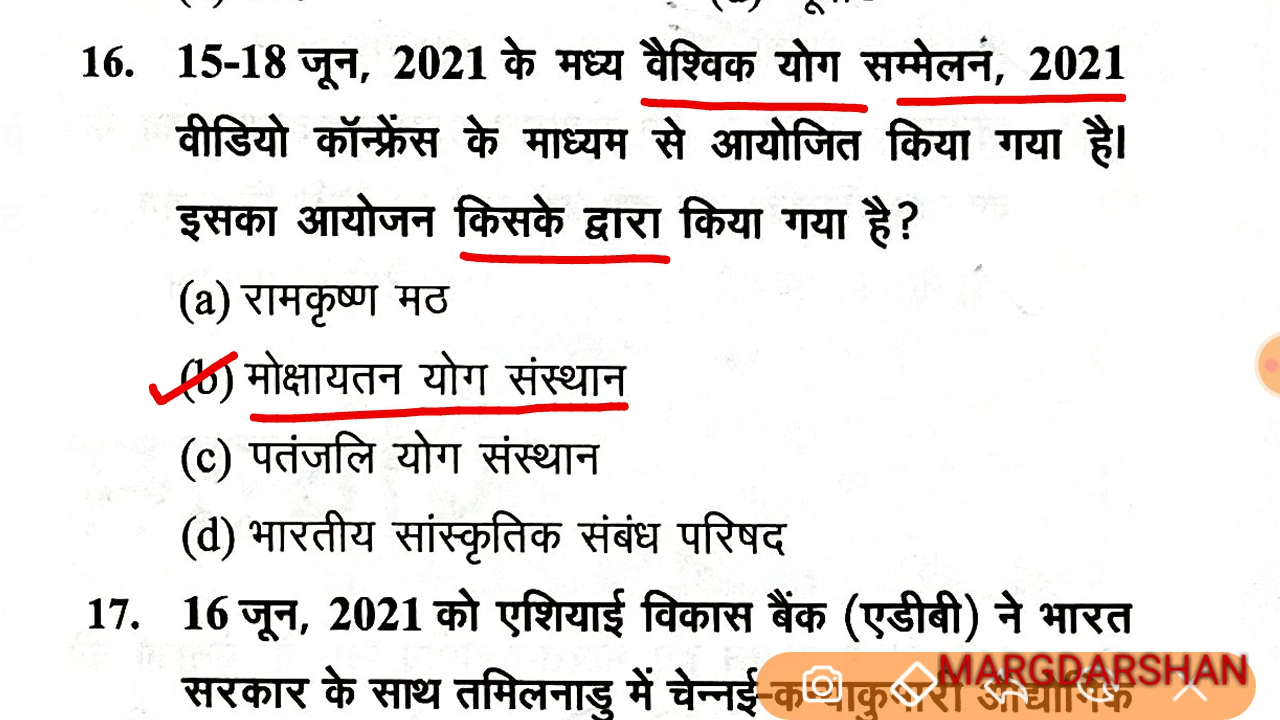 16. 15-18 जून, 2021 के मध्य वैश्विक योग सम्मेलन, 2021
वीडियो कॉन्फ्रेंस के माध्यम से आयोजित किया गया है।
इसका आयोजन किसके द्वारा किया गया है?
(a) रामकृष्ण मठ
(b) मोक्षायतन योग संस्थान
(c) पतंजलि योग संस्थान
(d) भारतीय सांस्कृतिक संबंध परिषद
17. 16 जून, 2021 को एशियाई विकास बैंक (एडीबी) ने भारत
MARGDARSHAN
सरकार के साथ तमिलनाडु में चेन्नई-